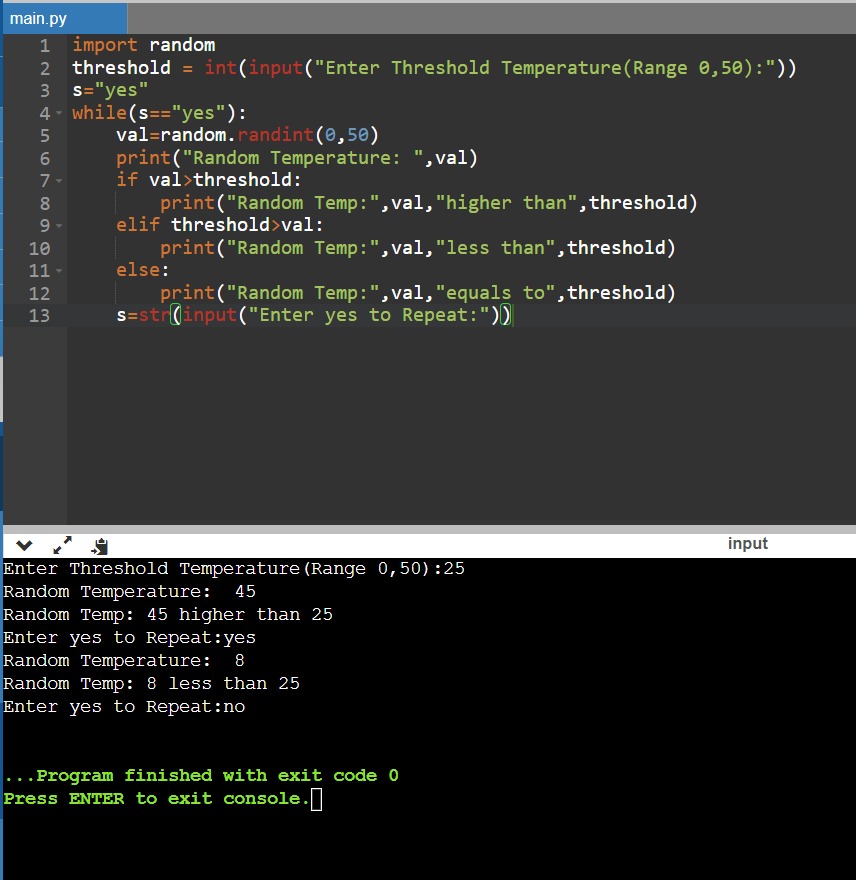 main.py
1 import random
2 threshold = int(input("Enter Threshold Temperature(Range 0,50):"))
3 s="yes"
4 while(s=="yes"):
5     val=random.randint(0,50)
6     print("Random Temperature: ",val)
7     if val>threshold:
8         print("Random Temp:",val,"higher than",threshold)
9     elif threshold>val:
10         print("Random Temp:",val,"less than",threshold)
11     else:
12         print("Random Temp:",val,"equals to",threshold)
13     s=str(input("Enter yes to Repeat:"))
input
Enter Threshold Temperature(Range 0,50):25
Random Temperature:  45
Random Temp: 45 higher than 25
Enter yes to Repeat:yes
Random Temperature:  8
Random Temp: 8 less than 25
Enter yes to Repeat:no
...Program finished with exit code 0
Press ENTER to exit console.